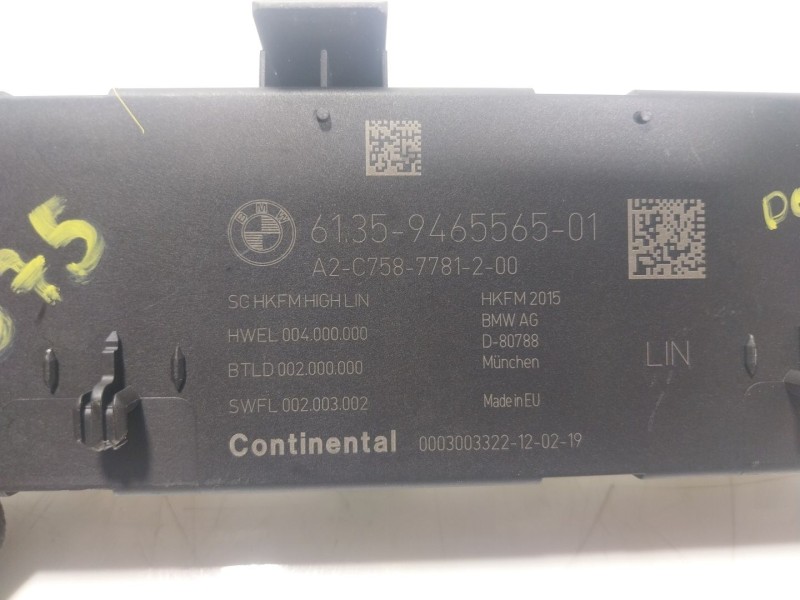 BMW
61.35-9465565-01
A2-C758-7781-2-00
SG HKFM HIGH LIN
HWEL 004.000.000
BTLD 002.000.000
SWFL 002.003.002
HKFM 2015
BMW AG
D-80788
München
Made in EU
LIN
Continental 0003003322-12-02-19
75